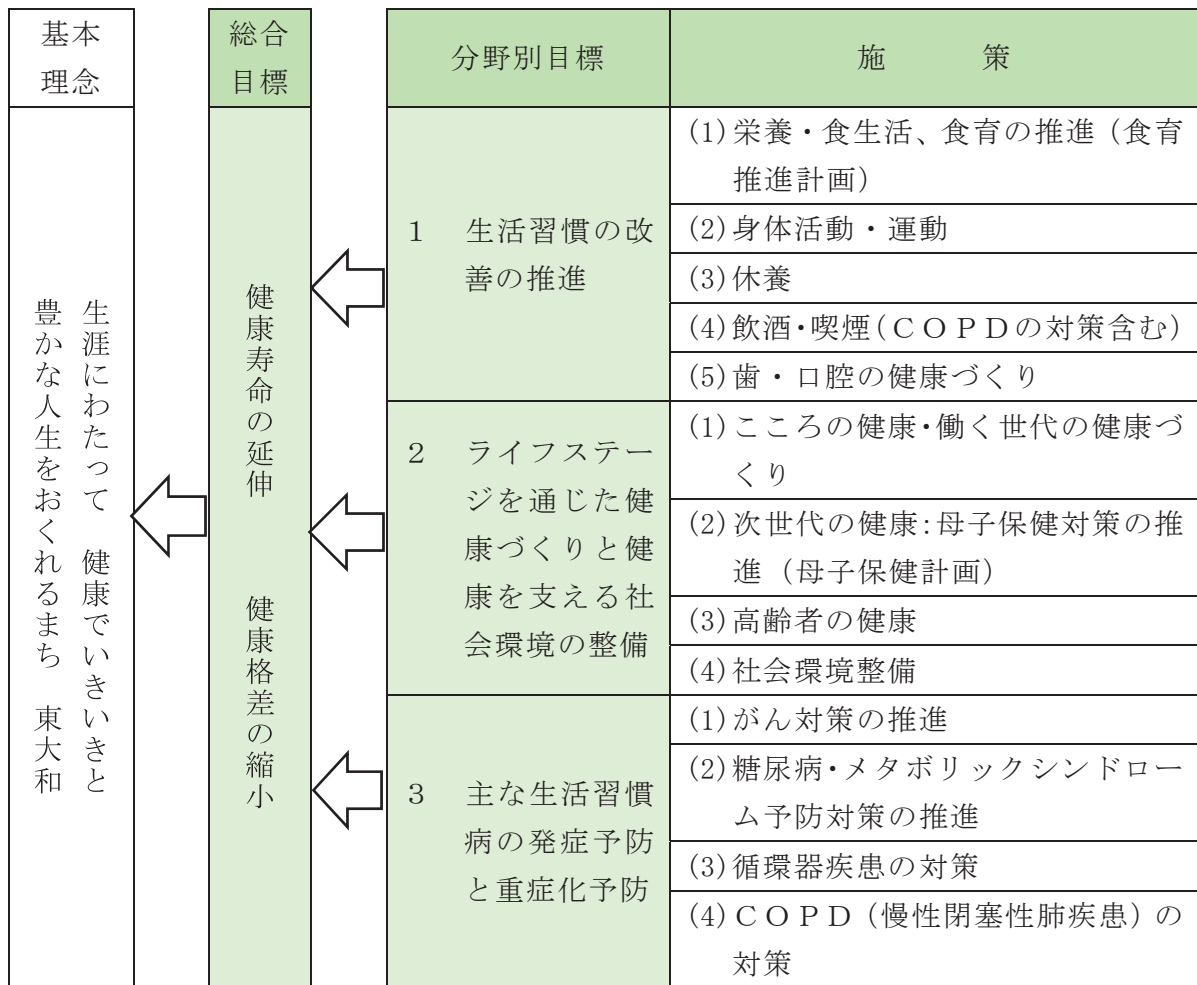 基本
理念
生涯にわたって　健康でいきいきと
豊かな人生をおくれるまち　東大和
総合
目標
健康寿命の延伸　　健康格差の縮小
分野別目標
施　　　策
1　生活習慣の改
善の推進
(1)栄養・食生活、食育の推進（食育
推進計画）
(2)身体活動・運動
(3)休養
(4)飲酒・喫煙(ＣＯＰＤの対策含む)
(5)歯・口腔の健康づくり
2　ライフステー
ジを通じた健
康づくりと健
康を支える社
会環境の整備
(1)こころの健康・働く世代の健康づ
くり
(2)次世代の健康:母子保健対策の推
進（母子保健計画）
(3)高齢者の健康
(4)社会環境整備
3　主な生活習慣
病の発症予防
と重症化予防
(1)がん対策の推進
(2)糖尿病・メタボリックシンドロー
ム予防対策の推進
(3)循環器疾患の対策
(4)ＣＯＰＤ（慢性閉塞性肺疾患）の
対策